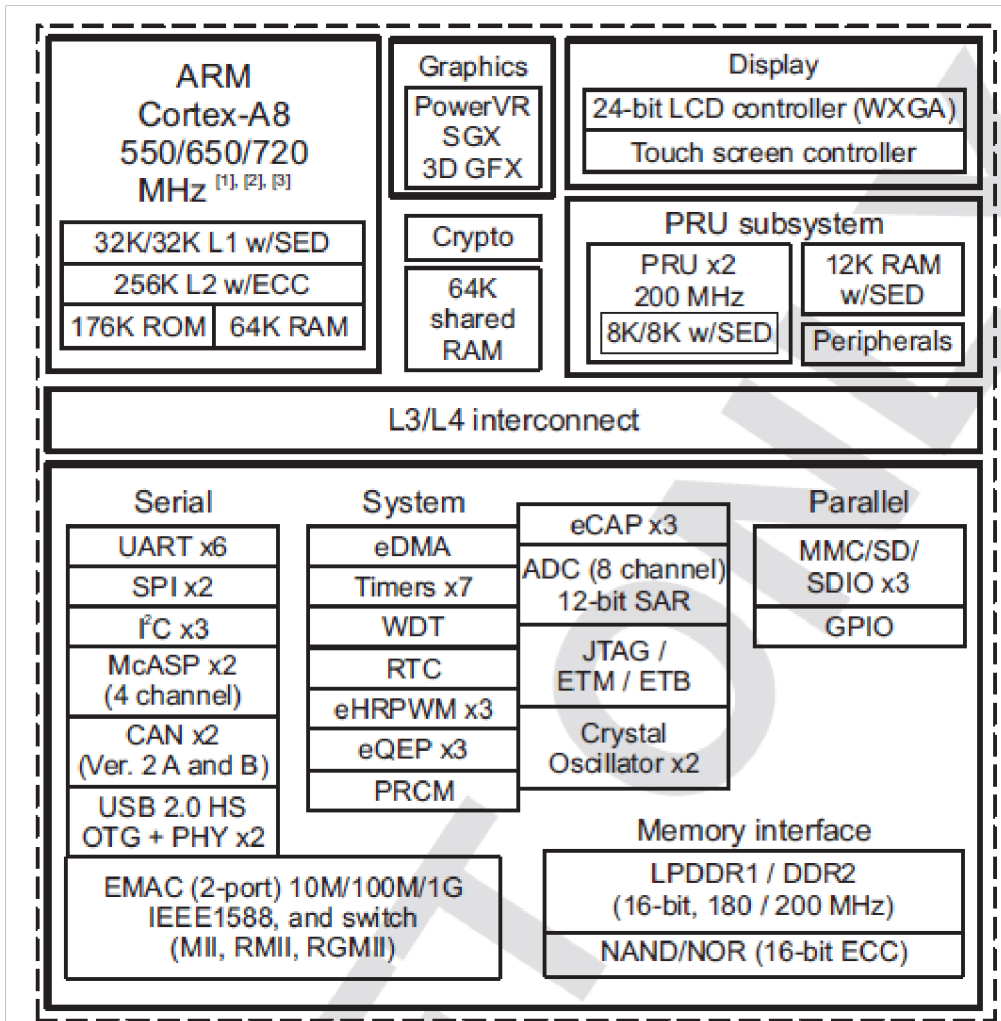 ARM
Cortex-A8
550/650/720
MHz [1], [2], [3]
32K/32K L1 w/SED
256K L2 w/ECC
176K ROM
64K RAM
Graphics
PowerVR
SGX
3D GFX
Crypto
64K
shared
RAM
Display
24-bit LCD controller (WXGA)
Touch screen controller
PRU subsystem
PRU x2
200 MHz
8K/8K w/SED
12K RAM
w/SED
Peripherals
L3/L4 interconnect
Serial
UART x6
SPI x2
I²C x3
McASP x2
(4 channel)
CAN x2
(Ver. 2 A and B)
USB 2.0 HS
OTG + PHY x2
EMAC (2-port) 10M/100M/1G
IEEE1588, and switch
(MII, RMII, RGMII)
System
eDMA
Timers x7
WDT
RTC
eHRPWM x3
eQEP x3
PRCM
eCAP x3
ADC (8 channel)
12-bit SAR
JTAG /
ETM / ETB
Crystal
Oscillator x2
Parallel
MMC/SD/
SDIO x3
GPIO
Memory interface
LPDDR1 / DDR2
(16-bit, 180 / 200 MHz)
NAND/NOR (16-bit ECC)
T ONLY